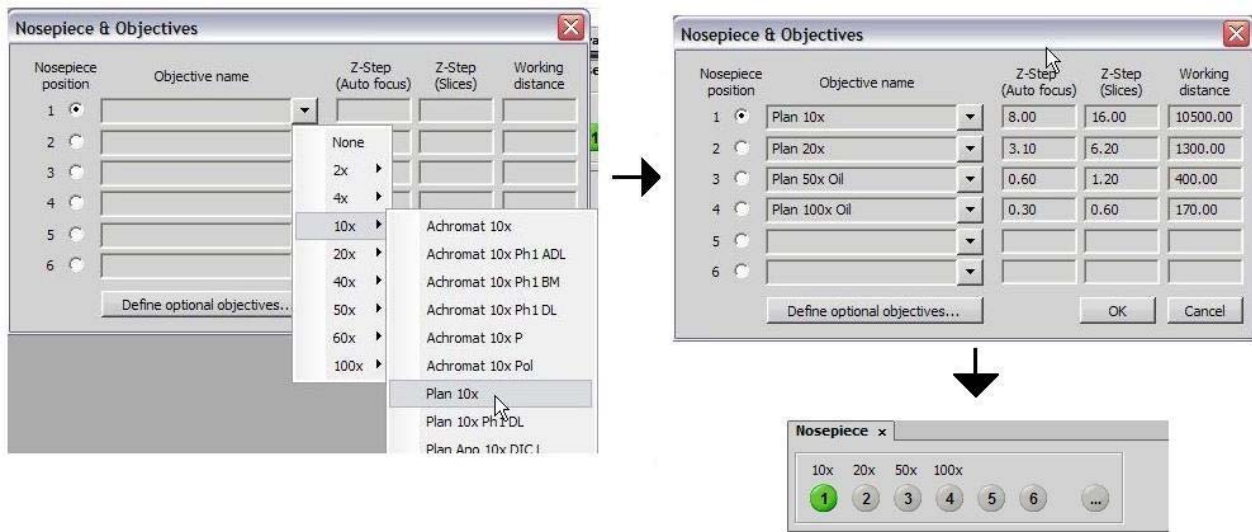 Nosepiece & Objectives
Nosepiece position
Objective name
Z-Step (Auto focus)
Z-Step (Slices)
Working distance
1
2
3
4
5
6
Define optional objectives..
None
2x
4x
10x
20x
40x
50x
60x
100x
Achromat 10x
Achromat 10x Ph1 ADL
Achromat 10x Ph1 BM
Achromat 10x Ph1 DL
Achromat 10x P
Achromat 10x Pol
Plan 10x
Plan 10x Ph1 DL
Plan Apo 10x DIC L
Nosepiece & Objectives
Nosepiece position
Objective name
Z-Step (Auto focus)
Z-Step (Slices)
Working distance
1 Plan 10x 8.00 16.00 10500.00
2 Plan 20x 3.10 6.20 1300.00
3 Plan 50x Oil 0.60 1.20 400.00
4 Plan 100x Oil 0.30 0.60 170.00
5
6
Define optional objectives...
OK
Cancel
Nosepiece x
10x 20x 50x 100x
1 2 3 4 5 6 ...